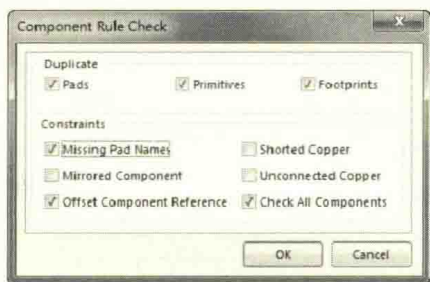 Component Rule Check
Duplicate
Pads Primitives Footprints
Constraints
Missing Pad Names Shorted Copper
Mirrored Component Unconnected Copper
Offset Component Reference Check All Components
OK Cancel